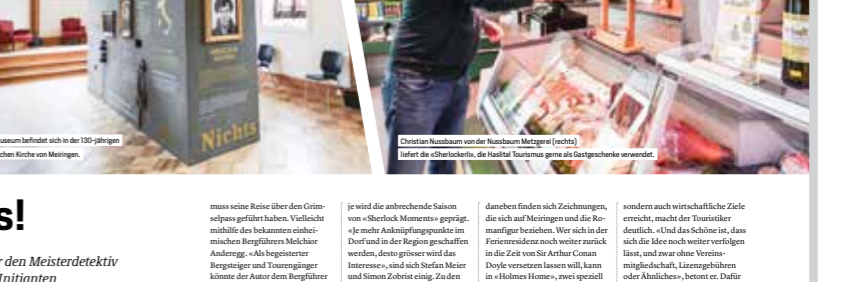 Nichts
useum befindet sich in der 130-jährigen
chen Kirche von Meiringen.
Christian Nussbaum von der Nussbaum Metzgerei (rechts)
liefert die «Sherlockerli», die Haslital Tourismus gerne als Gastgeschenke verwendet.
s!
r den Meisterdetektiv
Initianten
muss seine Reise über den Grim-
selpass geführt haben. Vielleicht
mithilfe des bekannten einhei-
mischen Bergführers Melchior
Anderegg. «Als begeisterter
Bergsteiger und Tourengänger
könnte der Autor dem Bergführer
je wird die anbrechende Saison
von «Sherlock Moments» geprägt.
«Je mehr Anknüpfungspunkte im
Dorf und in der Region geschaffen
werden, desto grösser wird das
Interesse», sind sich Stefan Meier
und Simon Zobrist einig. Zu den
daneben finden sich Zeichnungen,
die sich auf Meiringen und die Ro-
manfigur beziehen. Wer sich in der
Ferienresidenz noch weiter zurück
in die Zeit von Sir Arthur Conan
Doyle versetzen lassen will, kann
in «Holmes Home», zwei speziell
sondern auch wirtschaftliche Ziele
erreicht, macht der Touristiker
deutlich. «Und das Schöne ist, dass
sich die Idee noch weiter verfolgen
lässt, und zwar ohne Vereins-
mitgliedschaft, Lizenzgebühren
oder Ähnliches», betont er. Dafür